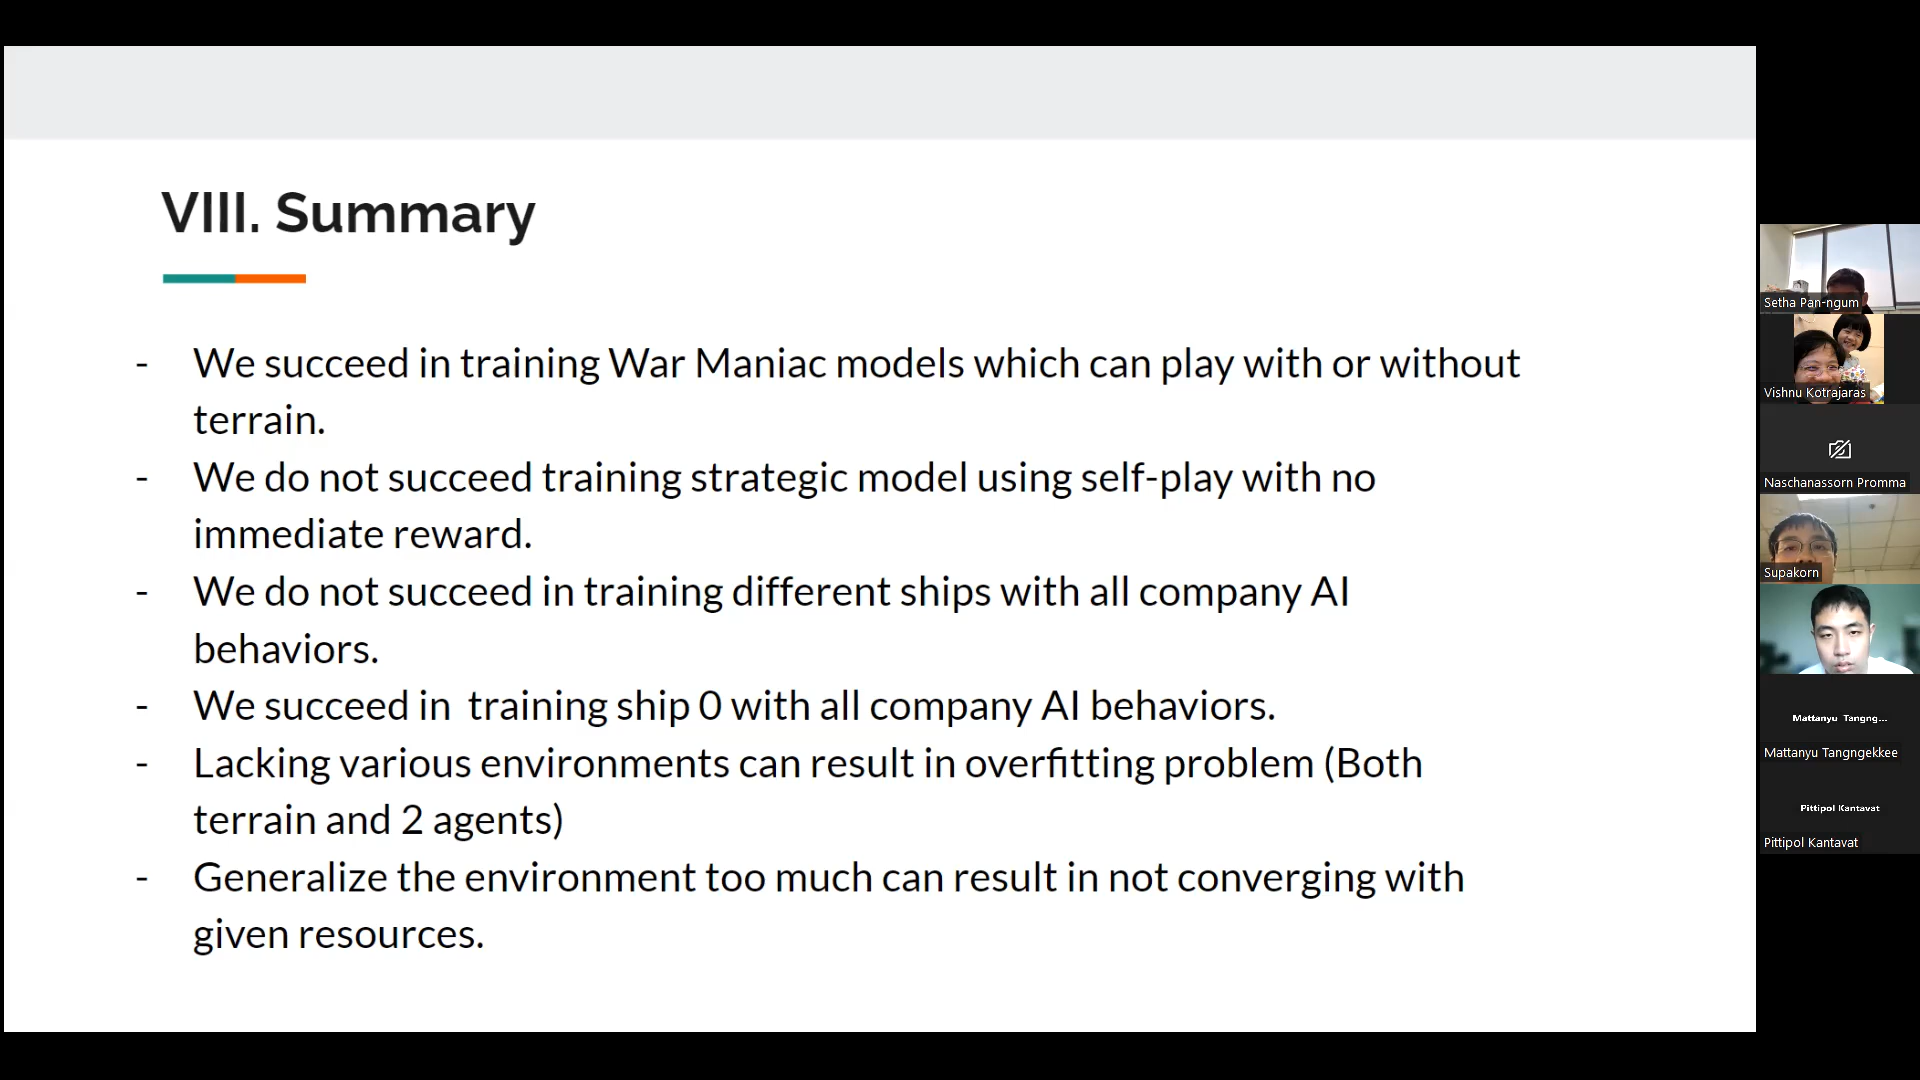 VIII. Summary
- We succeed in training War Maniac models which can play with or without
terrain.
- We do not succeed training strategic model using self-play with no
immediate reward.
- We do not succeed in training different ships with all company AI
behaviors.
- We succeed in  training ship 0 with all company AI behaviors.
- Lacking various environments can result in overfitting problem (Both
terrain and 2 agents)
- Generalize the environment too much can result in not converging with
given resources.
Setha Pan-ngum
Vishnu Kotrajaras
Naschanassorn Promma
Supakorn
Mattanyu Tangng...
Mattanyu Tangngekkee
Pittipol Kantavat
Pittipol Kantavat